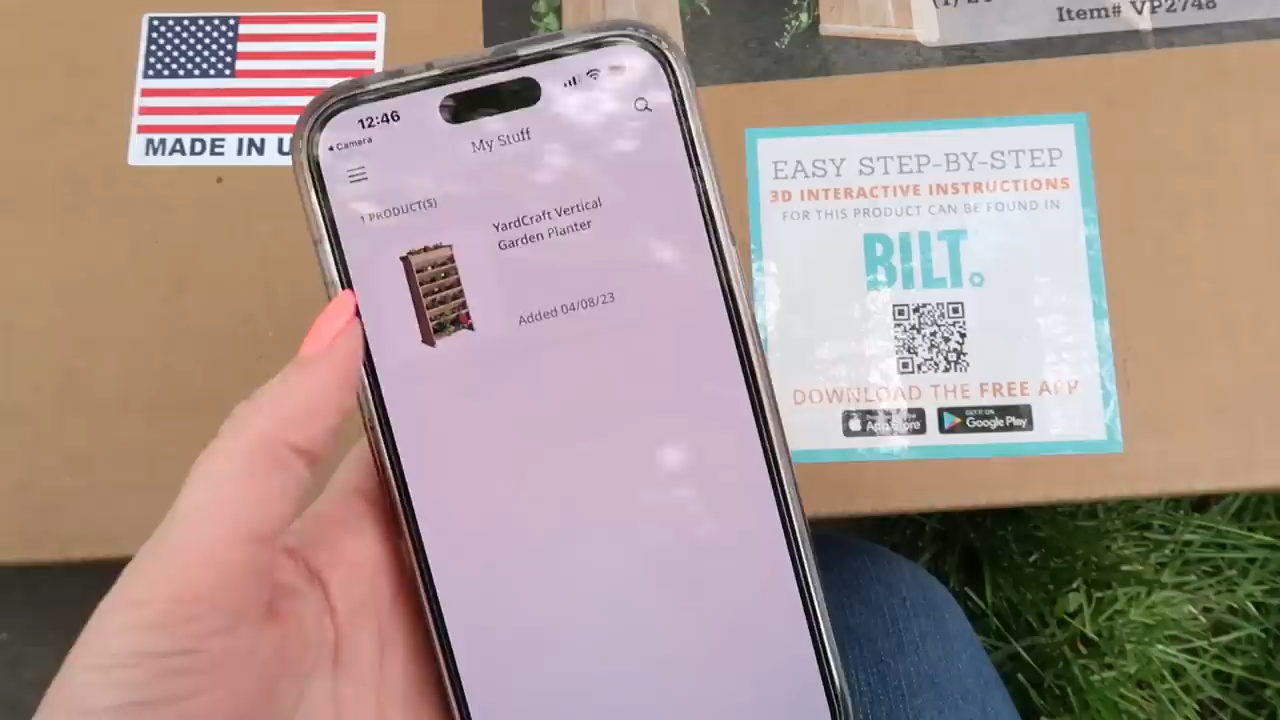 MADE IN U
Item# VP2748
12:46
Camera
My Stuff
1 PRODUCT(S)
YardCraft Vertical
Garden Planter
Added 04/08/23
EASY STEP-BY-STEP
3D INTERACTIVE INSTRUCTIONS
FOR THIS PRODUCT CAN BE FOUND IN
BILT
DOWNLOAD THE FREE APP
App Store
GET IT ON
Google Play